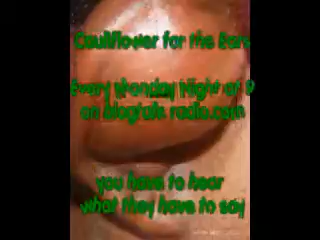 Cauliflower for the Ears
Every Monday Night at 9
on blogtalk radio.com
you have to hear
what they have to say